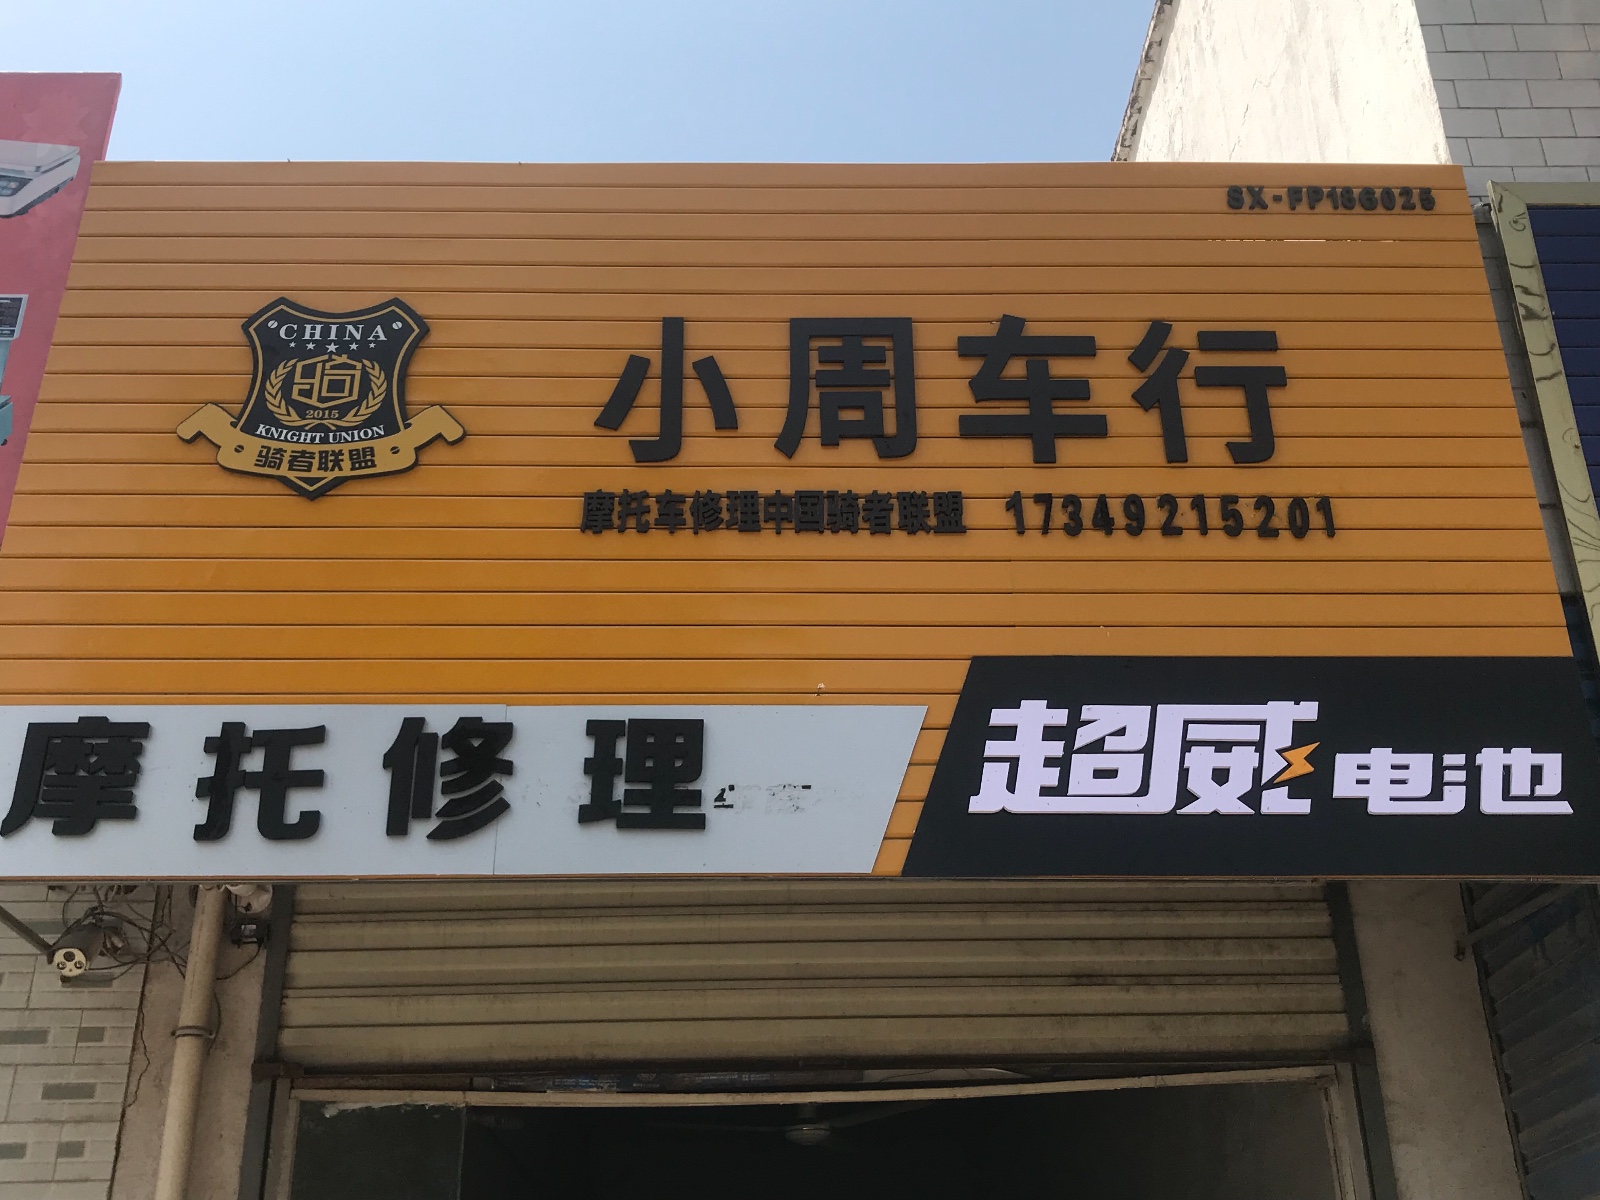 SX-FP186025
CHINA
2015
KNIGHT UNION
骑者联盟
小周车行
摩托车修理中国骑者联盟 17349215201
摩托修理
超威电池